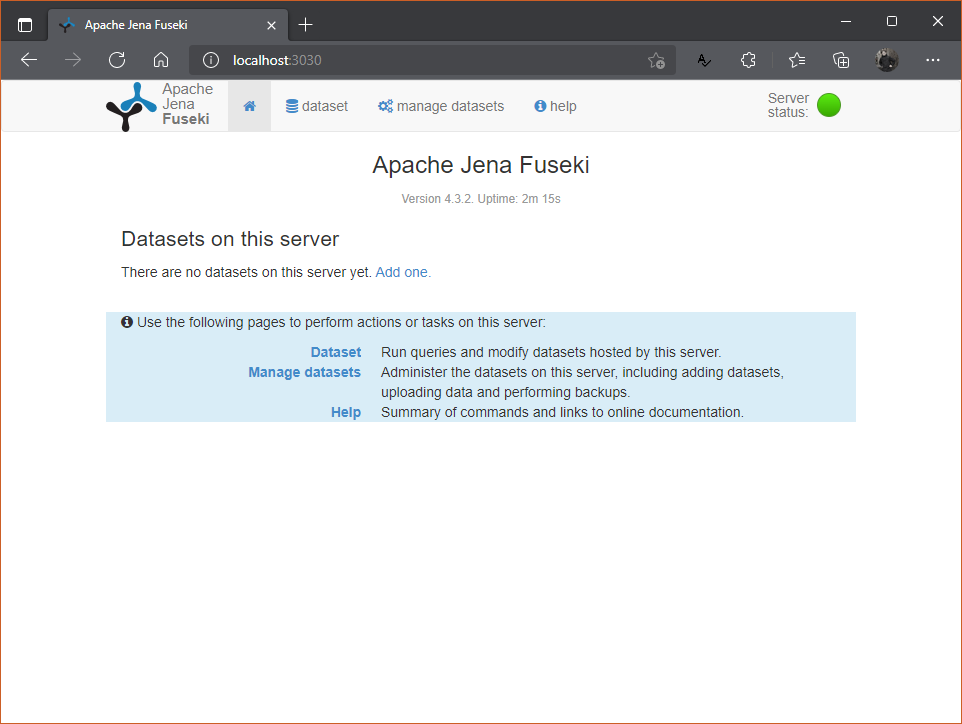 Apache Jena Fuseki
localhost:3030
Apache
Jena
Fuseki
dataset
manage datasets
help
Server
status:
Apache Jena Fuseki
Version 4.3.2. Uptime: 2m 15s
Datasets on this server
There are no datasets on this server yet. Add one.
Use the following pages to perform actions or tasks on this server:
Dataset Run queries and modify datasets hosted by this server.
Manage datasets Administer the datasets on this server, including adding datasets,
uploading data and performing backups.
Help Summary of commands and links to online documentation.